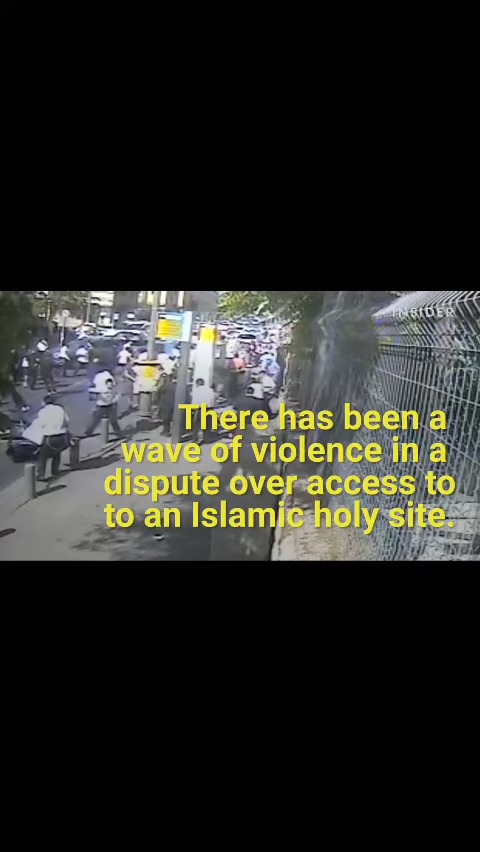 INSIDER
There has been a
wave of violence in a
dispute over access to
to an Islamic holy site.